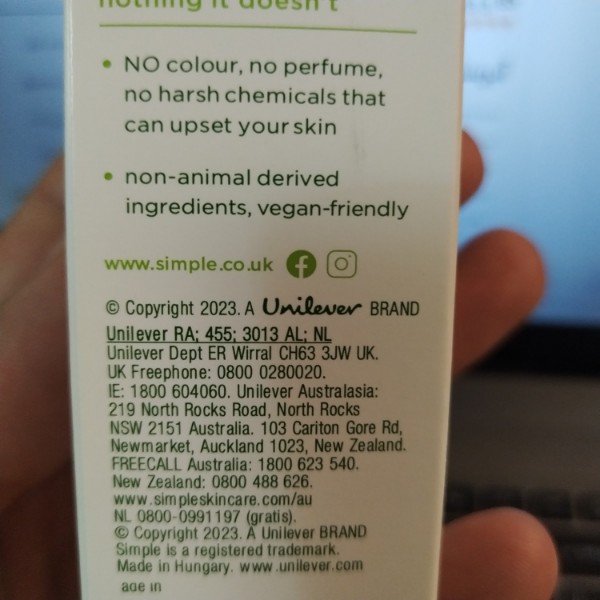 nothing it doesn't
• NO colour, no perfume,
no harsh chemicals that
can upset your skin
• non-animal derived
ingredients, vegan-friendly
www.simple.co.uk
© Copyright 2023. A Unilever BRAND
Unilever RA; 455; 3013 AL; NL
Unilever Dept ER Wirral CH63 3JW UK.
UK Freephone: 0800 0280020.
IE: 1800 604060. Unilever Australasia:
219 North Rocks Road, North Rocks
NSW 2151 Australia. 103 Carlton Gore Rd,
Newmarket, Auckland 1023, New Zealand.
FREECALL Australia: 1800 623 540.
New Zealand: 0800 488 626.
www.simpleskincare.com/au
NL 0800-0991197 (gratis).
© Copyright 2023. A Unilever BRAND
Simple is a registered trademark.
Made in Hungary. www.unilever.com